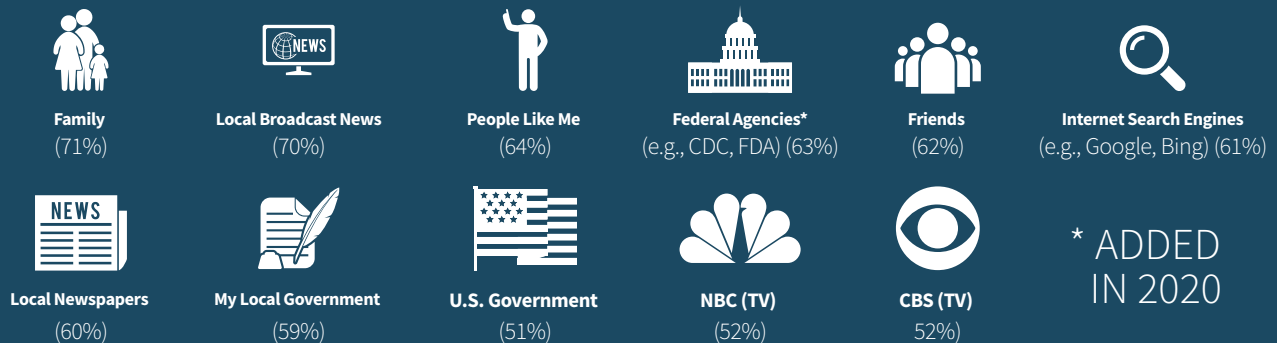 NEWS
Family
(71%)
Local Broadcast News
(70%)
People Like Me
(64%)
Federal Agencies*
(e.g., CDC, FDA) (63%)
Friends
(62%)
Internet Search Engines
(e.g., Google, Bing) (61%)
NEWS
Local Newspapers
(60%)
My Local Government
(59%)
U.S. Government
(51%)
NBC (TV)
(52%)
CBS (TV)
52%)
* ADDED
IN 2020